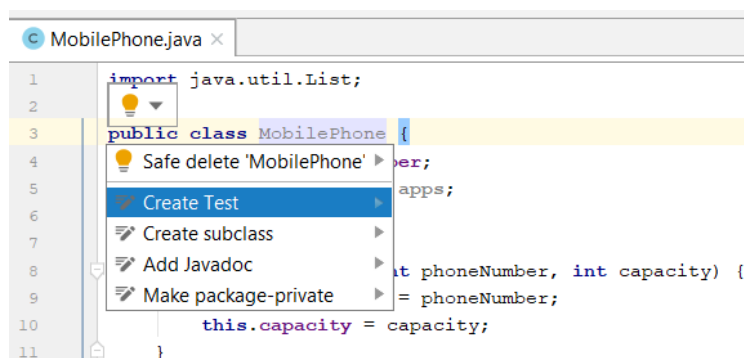 C MobilePhone.java ×
1 import java.util.List;
2
3 public class MobilePhone {
4 Safe delete 'MobilePhone' ber;
5 apps;
6 Create Test
7 Create subclass
8 Add Javadoc nt phoneNumber, int capacity) {
9 Make package-private = phoneNumber;
10 this.capacity = capacity;
11 }